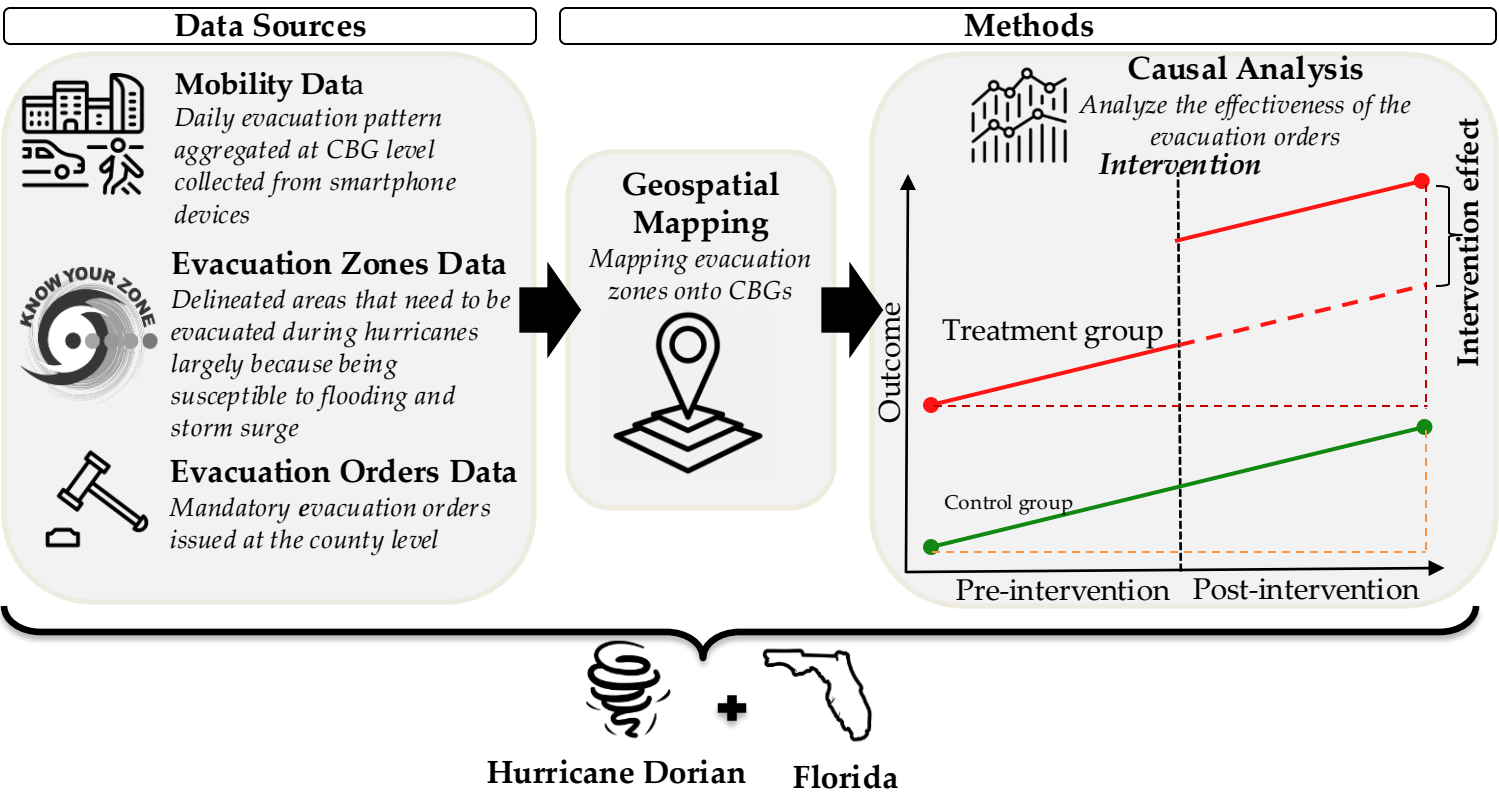 Data Sources
Methods
Mobility Data
Daily evacuation pattern
aggregated at CBG level
collected from smartphone
devices
KNOW YOUR ZONE
Evacuation Zones Data
Delineated areas that need to be
evacuated during hurricanes
largely because being
susceptible to flooding and
storm surge
Evacuation Orders Data
Mandatory evacuation orders
issued at the county level
Geospatial
Mapping
Mapping evacuation
zones onto CBGs
Causal Analysis
Analyze the effectiveness of the
evacuation orders
Intervention
Outcome
Treatment group
Control group
Intervention effect
Pre-intervention
Post-intervention
Hurricane Dorian
Florida